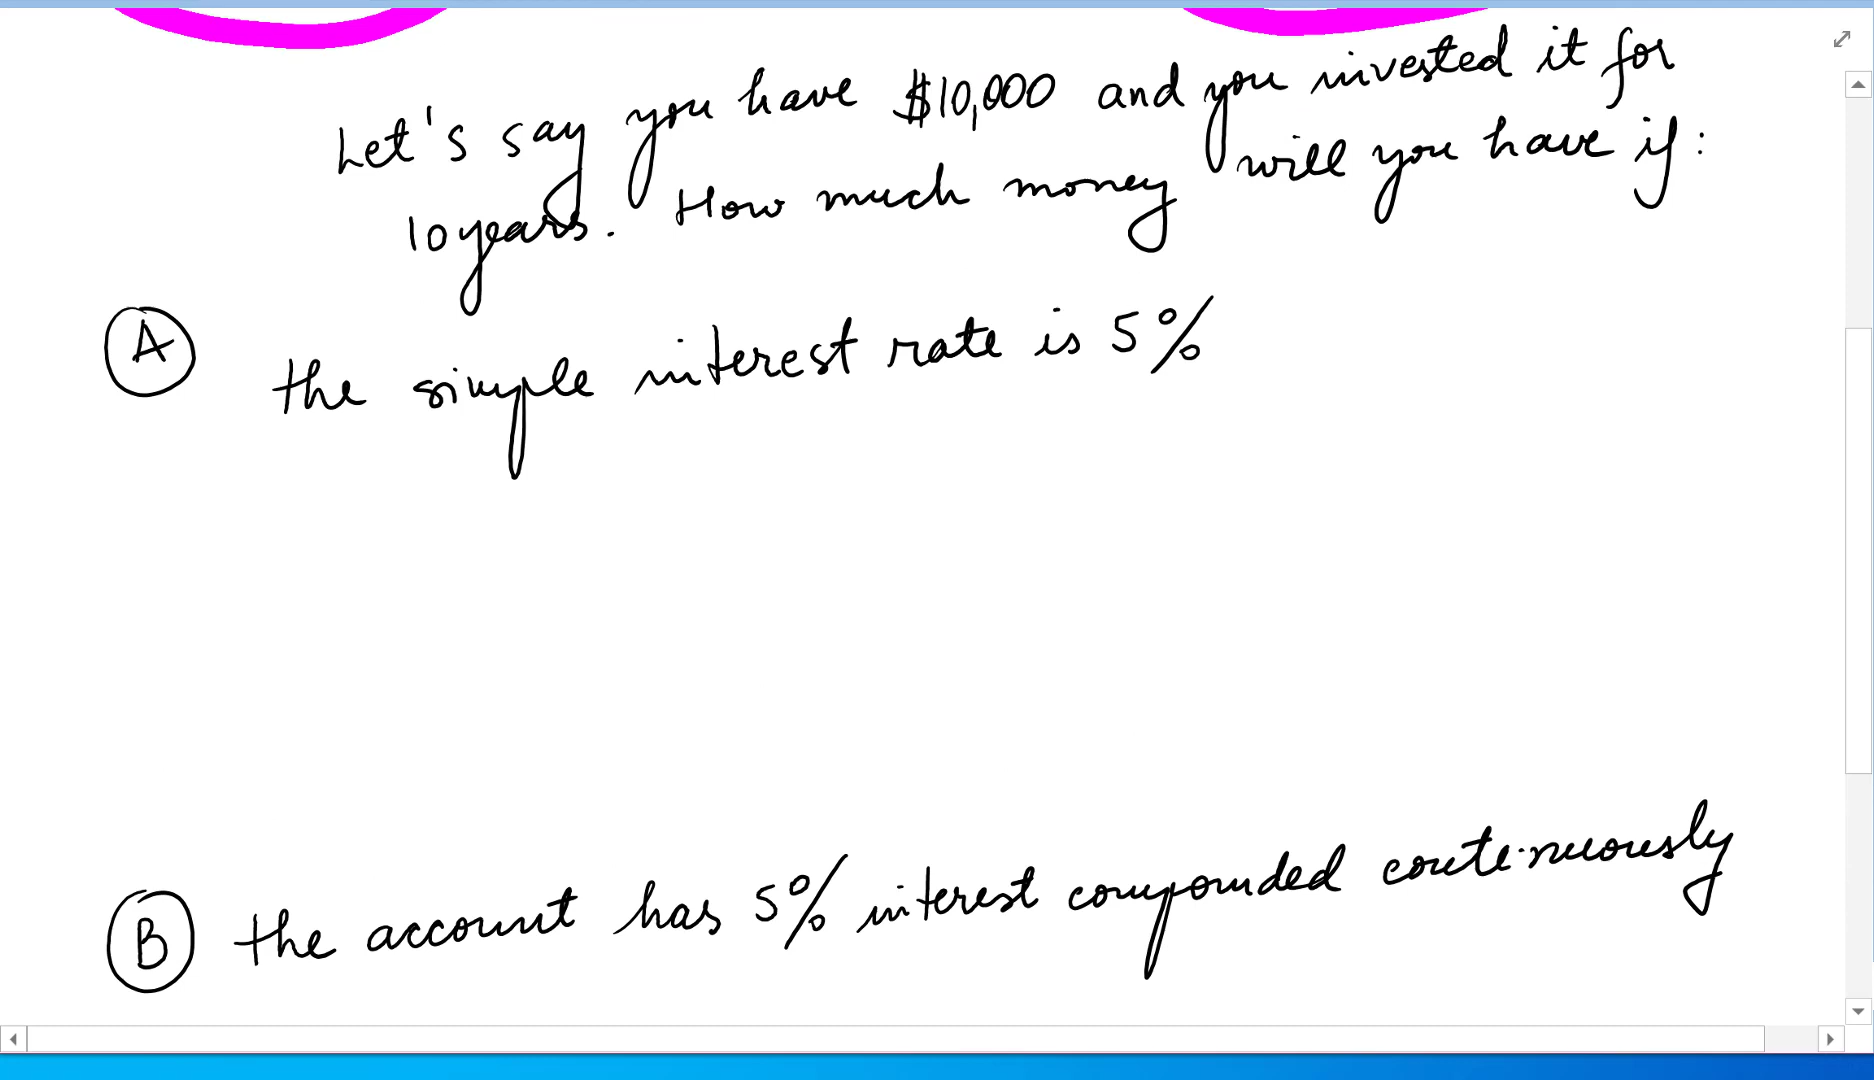 Let's say you have $10,000 and you invested it for
10 years. How much money will you have if:
A the simple interest rate is 5%
B the account has 5% interest compounded continuously